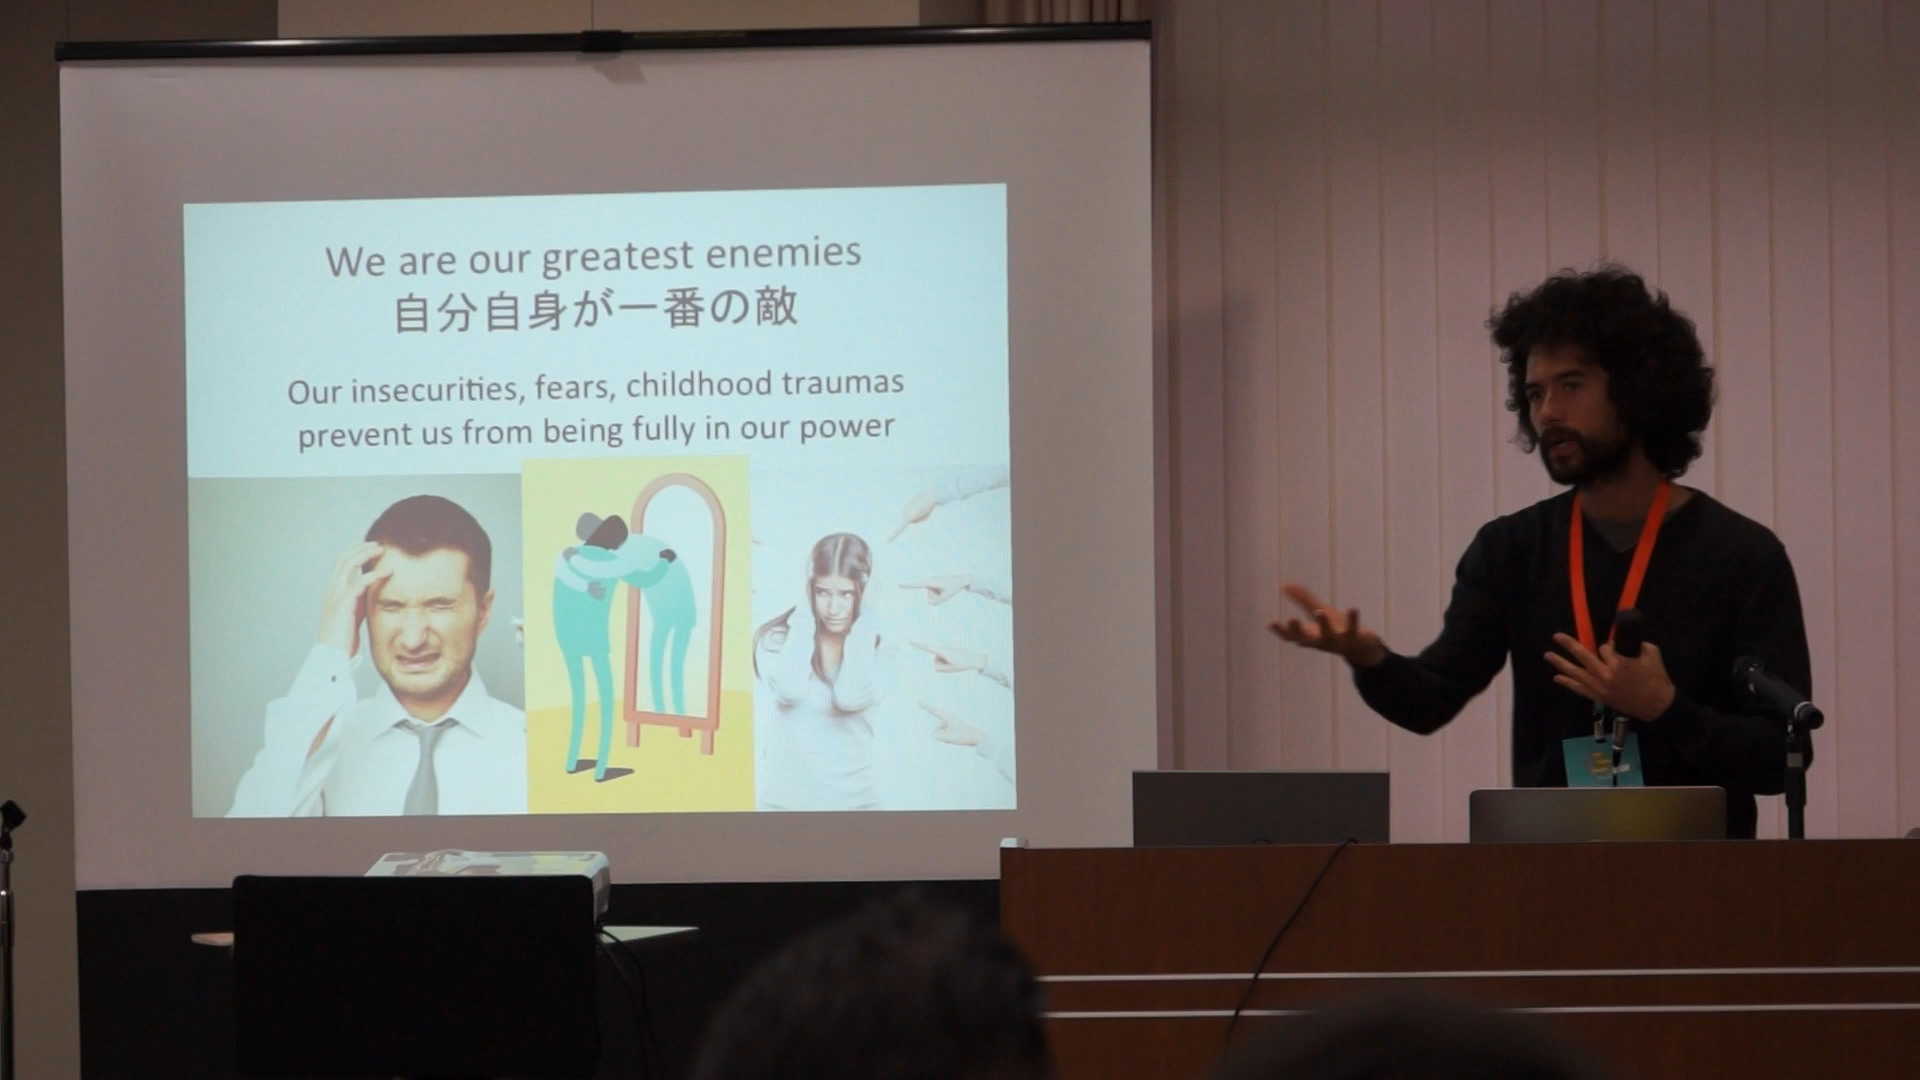 We are our greatest enemies
自分自身が一番の敵
Our insecurities, fears, childhood traumas
prevent us from being fully in our power